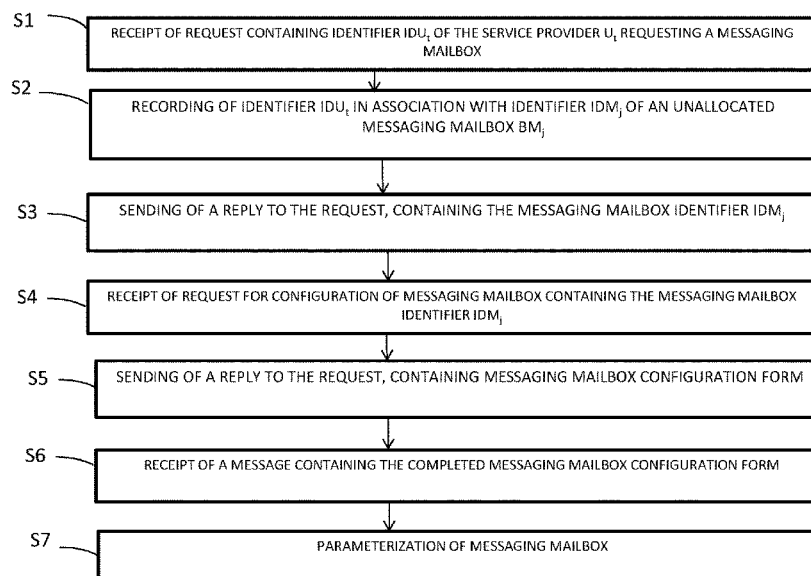 S1
RECEIPT OF REQUEST CONTAINING IDENTIFIER IDUt OF THE SERVICE PROVIDER Ut REQUESTING A MESSAGING
MAILBOX
S2
RECORDING OF IDENTIFIER IDUt IN ASSOCIATION WITH IDENTIFIER IDMj OF AN UNALLOCATED
MESSAGING MAILBOX BMj
S3
SENDING OF A REPLY TO THE REQUEST, CONTAINING THE MESSAGING MAILBOX IDENTIFIER IDMj
S4
RECEIPT OF REQUEST FOR CONFIGURATION OF MESSAGING MAILBOX CONTAINING THE MESSAGING MAILBOX
IDENTIFIER IDMj
S5
SENDING OF A REPLY TO THE REQUEST, CONTAINING MESSAGING MAILBOX CONFIGURATION FORM
S6
RECEIPT OF A MESSAGE CONTAINING THE COMPLETED MESSAGING MAILBOX CONFIGURATION FORM
S7
PARAMETERIZATION OF MESSAGING MAILBOX